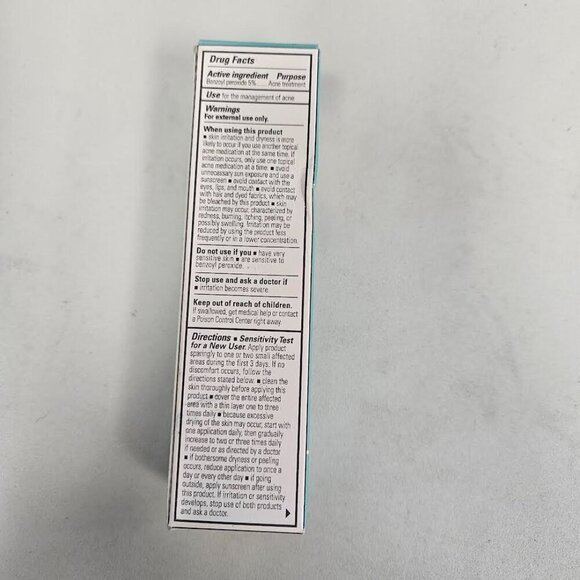 Drug Facts
Active ingredient Purpose
Benzoyl peroxide 5%..... Acne treatment
Use for the management of acne
Warnings
For external use only.
When using this product
■ skin irritation and dryness is more
likely to occur if you use another topical
acne medication at the same time. If
irritation occurs, only use one topical
acne medication at a time. ■ avoid
unnecessary sun exposure and use a
sunscreen ■ avoid contact with the
eyes, lips, and mouth ■ avoid contact
with hair and dyed fabrics, which may
be bleached by this product ■ skin
irritation may occur, characterized by
redness, burning, itching, peeling, or
possibly swelling. Irritation may be
reduced by using the product less
frequently or in a lower concentration.
Do not use if you ■ have very
sensitive skin ■ are sensitive to
benzoyl peroxide.
Stop use and ask a doctor if
■ irritation becomes severe.
Keep out of reach of children.
If swallowed, get medical help or contact
a Poison Control Center right away.
Directions ■ Sensitivity Test
for a New User. Apply product
sparingly to one or two small affected
areas during the first 3 days. If no
discomfort occurs, follow the
directions stated below. ■ clean the
skin thoroughly before applying this
product ■ cover the entire affected
area with a thin layer one to three
times daily ■ because excessive
drying of the skin may occur, start with
one application daily, then gradually
increase to two or three times daily
if needed or as directed by a doctor
■ if bothersome dryness or peeling
occurs, reduce application to once a
day or every other day ■ if going
outside, apply sunscreen after using
this product. If irritation or sensitivity
develops, stop use of both products
and ask a doctor.